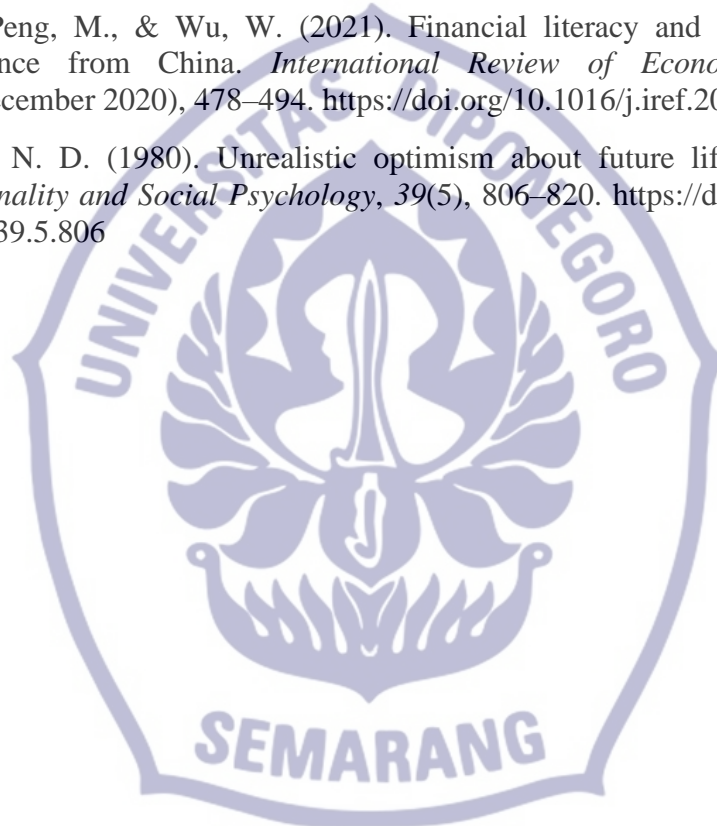 Peng, M., & Wu, W. (2021). Financial literacy and
nce from China. International Review of Econo
cember 2020), 478–494. https://doi.org/10.1016/j.iref.20
N. D. (1980). Unrealistic optimism about future lif
nality and Social Psychology, 39(5), 806–820. https://d
39.5.806
UNIVERSITAS DIPONEGORO
SEMARANG